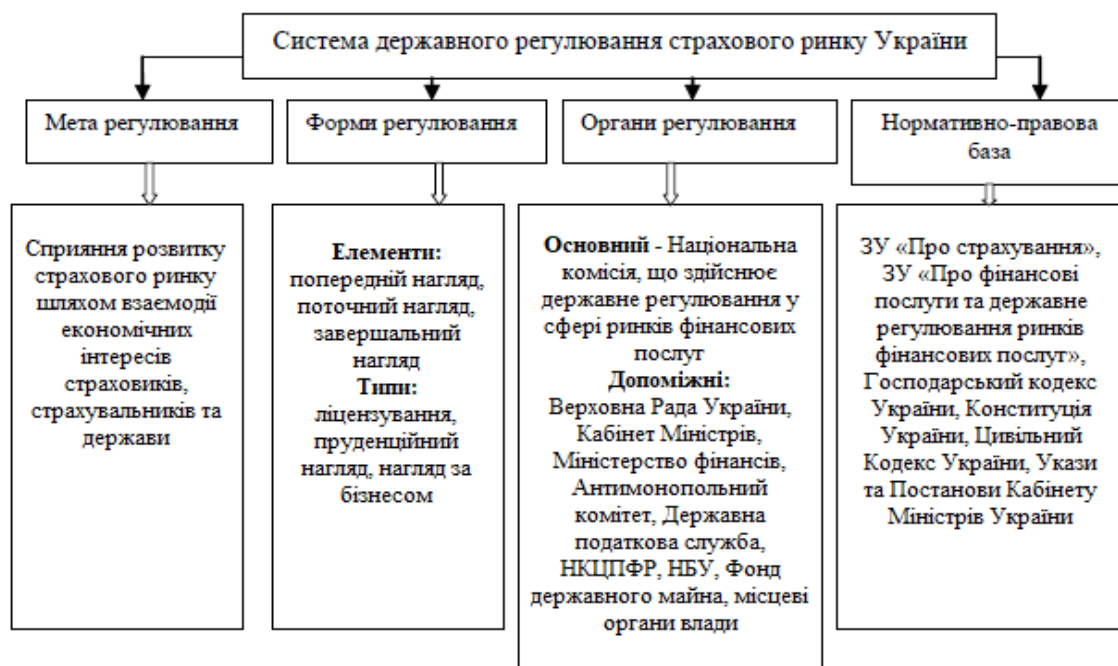 Система державного регулювання страхового ринку України
Мета регулювання
Форми регулювання
Органи регулювання
Нормативно-правова
база
Сприяння розвитку
страхового ринку
шляхом взаємодії
економічних
інтересів
страховиків,
страхувальників та
держави
Елементи:
попередній нагляд,
поточний нагляд,
завершальний
нагляд
Типи:
ліцензування,
пруденційний
нагляд, нагляд за
бізнесом
Основний - Національна
комісія, що здійснює
державне регулювання у
сфері ринків фінансових
послуг
Допоміжні:
Верховна Рада України,
Кабінет Міністрів,
Міністерство фінансів,
Антимонопольний
комітет, Державна
податкова служба,
НКЦПФР, НБУ, Фонд
державного майна, місцеві
органи влади
ЗУ «Про страхування»,
ЗУ «Про фінансові
послуги та державне
регулювання ринків
фінансових послуг»,
Господарський кодекс
України, Конституція
України, Цивільний
Кодекс України, Укази
та Постанови Кабінету
Міністрів України